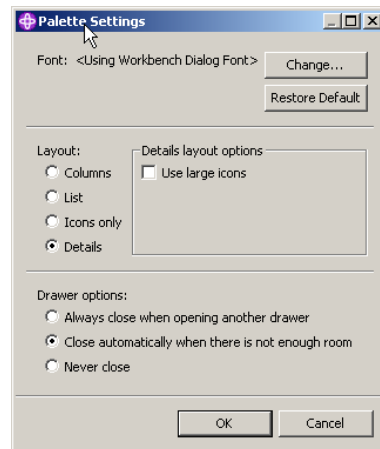 Palette Settings
Font: <Using Workbench Dialog Font>
Change...
Restore Default
Layout:
Details layout options
Columns
Use large icons
List
Icons only
Details
Drawer options:
Always close when opening another drawer
Close automatically when there is not enough room
Never close
OK
Cancel